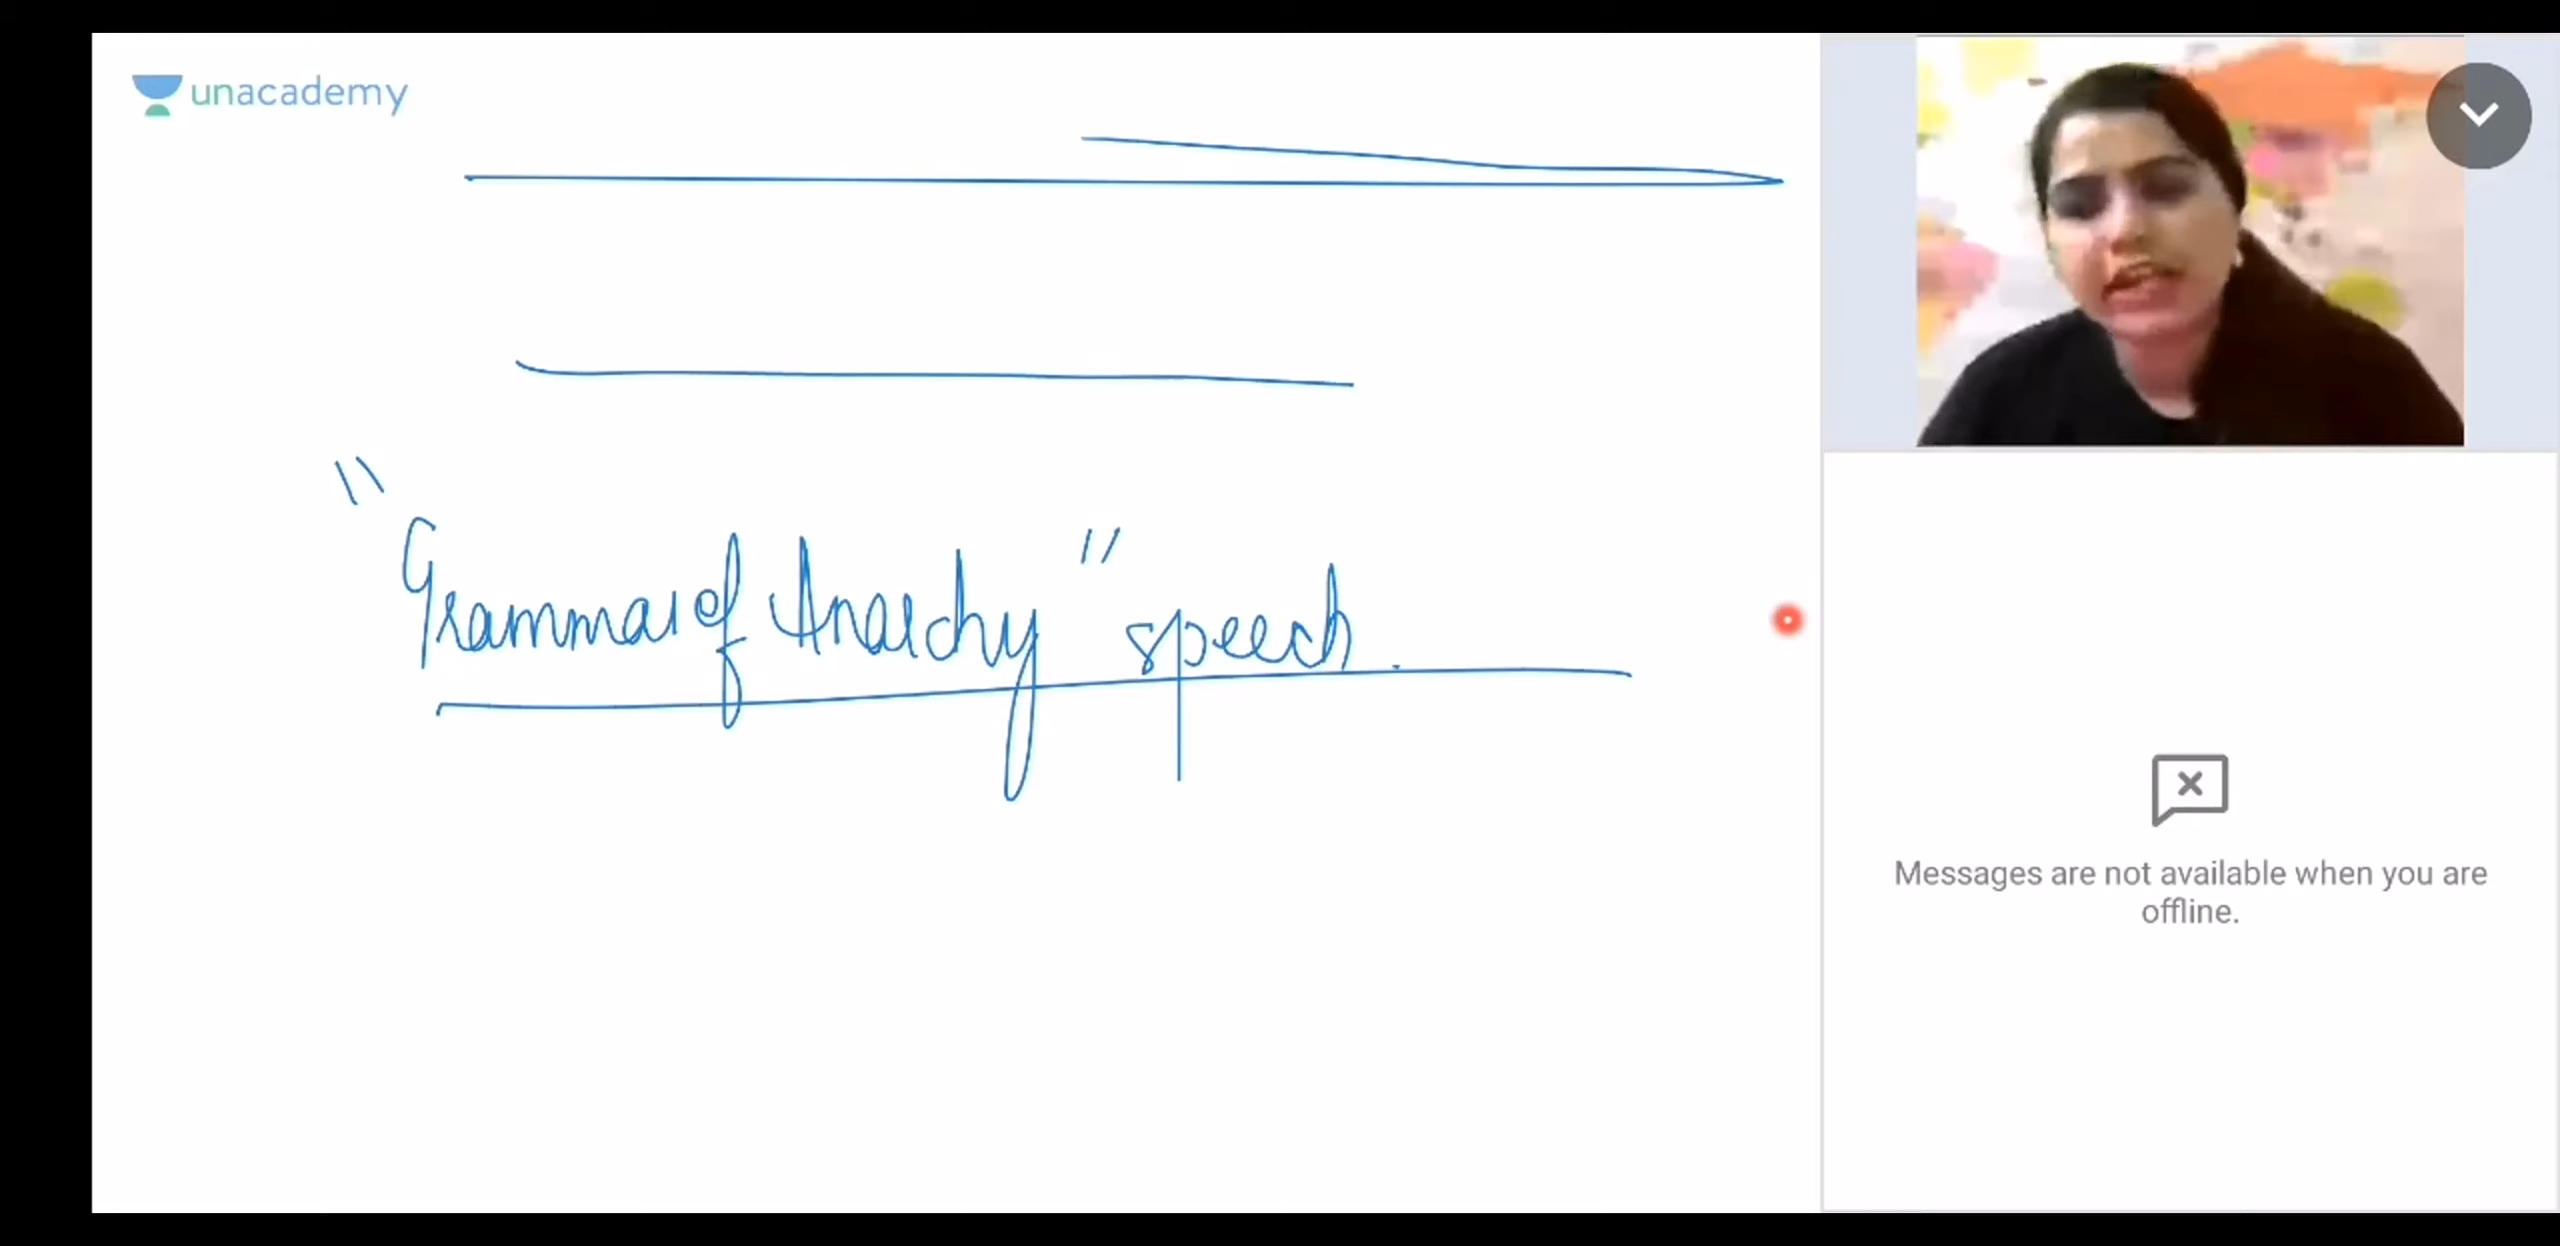 unacademy
"Grammar of Anarchy" speech.
Messages are not available when you are
offline.